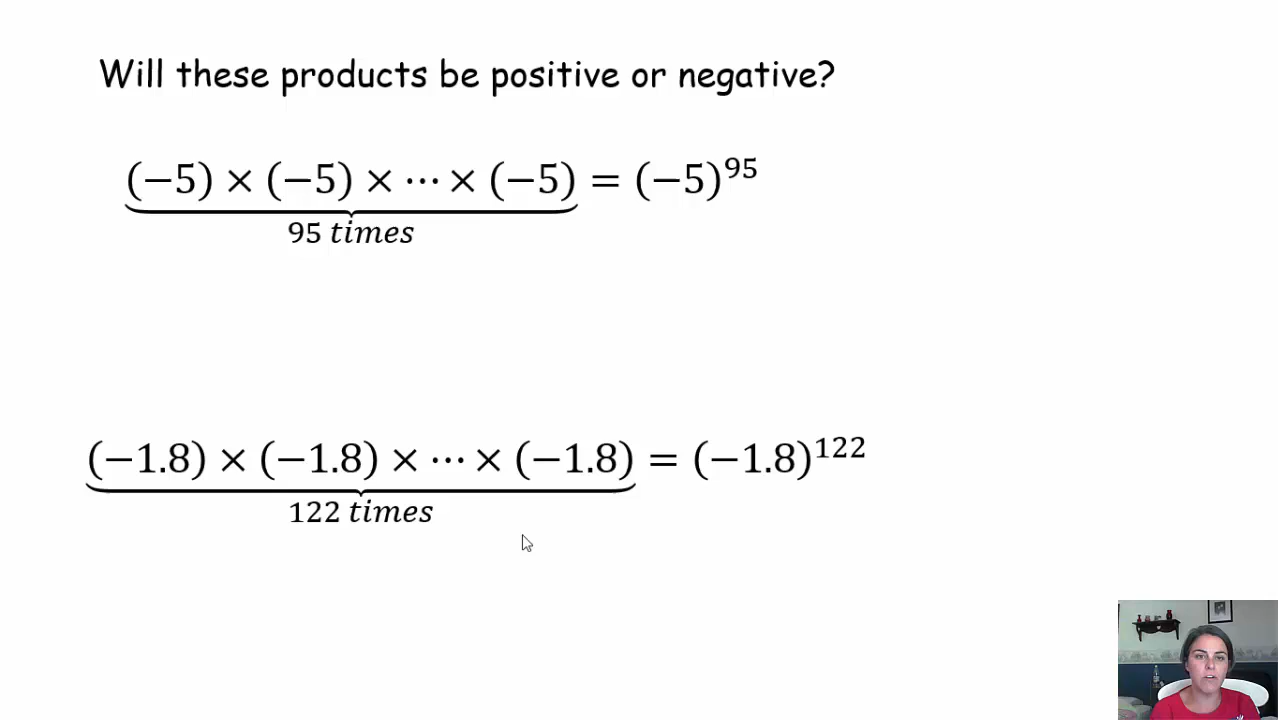 Will these products be positive or negative?
(−5) × (−5) × ⋯ × (−5) = (−5)^95
95 times
(−1.8) × (−1.8) × ⋯ × (−1.8) = (−1.8)^122
122 times